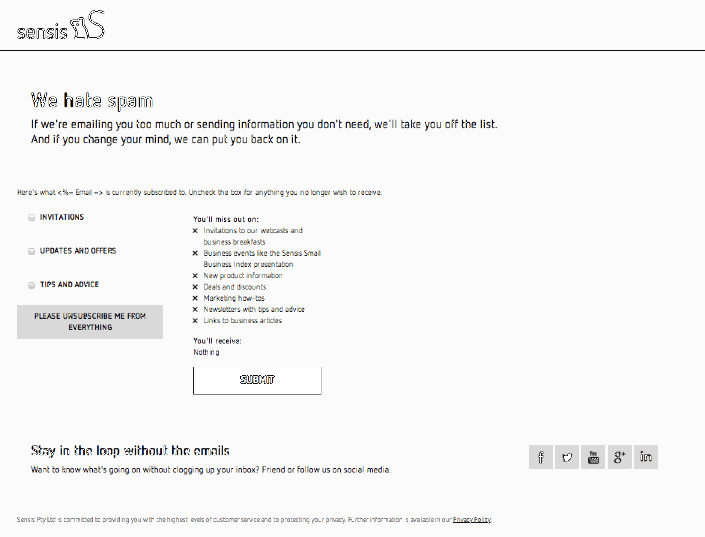 sensis
We hate spam
If we're emailing you too much or sending information you don't need, we'll take you off the list.
And if you change your mind, we can put you back on it.
Here's what <%= Email => is currently subscribed to. Uncheck the box for anything you no longer wish to receive.
INVITATIONS
UPDATES AND OFFERS
TIPS AND ADVICE
PLEASE UNSUBSCRIBE ME FROM
EVERYTHING
You'll miss out on:
Invitations to our webcasts and
business breakfasts
Business events like the Sensis Small
Business Index presentation
New product information
Deals and discounts
Marketing how-tos
Newsletters with tips and advice
Links to business articles
You'll receive:
Nothing
SUBMIT
Stay in the loop without the emails
Want to know what's going on without clogging up your inbox? Friend or follow us on social media.
f
You Tube
g+
in
Sensis Pty Ltd is committed to providing you with the highest levels of customer service and to protecting your privacy. Further information is available in our Privacy Policy.